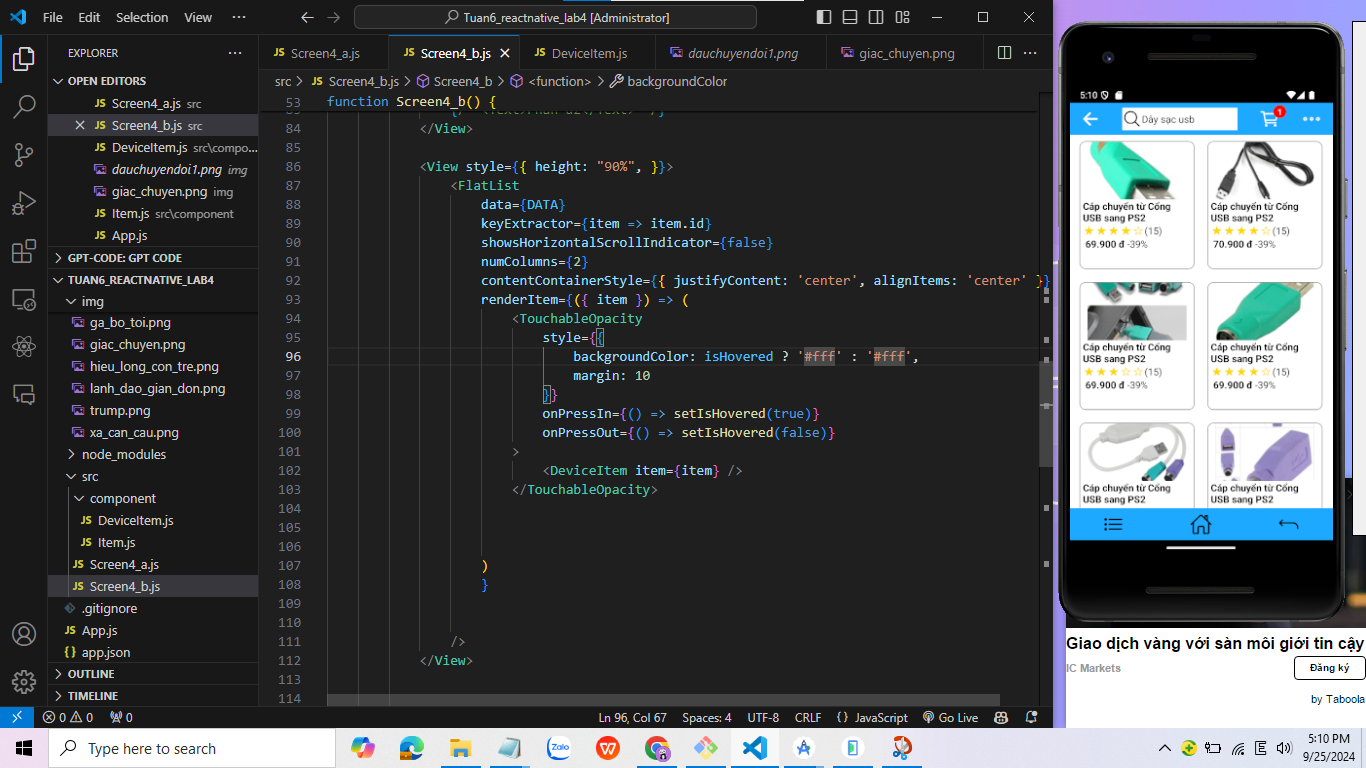 File Edit Selection View ··· Tuan6_reactnative_lab4 [Administrator]
EXPLORER ···
OPEN EDITORS
JS Screen4_a.js src
JS Screen4_b.js src
JS DeviceItem.js src\compo...
dauchuyendoi1.png img
giac_chuyen.png img
JS Item.js src\component
JS App.js
GPT-CODE: GPT CODE
TUAN6_REACTNATIVE_LAB4
img
ga_bo_toi.png
giac_chuyen.png
hieu_long_con_tre.png
lanh_dao_gian_don.png
trump.png
xa_can_cau.png
node_modules
src
component
JS DeviceItem.js
JS Item.js
JS Screen4_a.js
JS Screen4_b.js
.gitignore
JS App.js
{} app.json
OUTLINE
TIMELINE
JS Screen4_a.js JS Screen4_b.js JS DeviceItem.js dauchuyendoi1.png giac_chuyen.png ···
src > JS Screen4_b.js > Screen4_b > <function> > backgroundColor
53 function Screen4_b() {
84 </View>
85
86 <View style={{ height: "90%", }}>
87 <FlatList
88 data={DATA}
89 keyExtractor={item => item.id}
90 showsHorizontalScrollIndicator={false}
91 numColumns={2}
92 contentContainerStyle={{ justifyContent: 'center', alignItems: 'center' }}
93 renderItem={({ item }) => (
94 <TouchableOpacity
95 style={{
96 backgroundColor: isHovered ? '#fff' : '#fff',
97 margin: 10
98 }}
99 onPressIn={() => setIsHovered(true)}
100 onPressOut={() => setIsHovered(false)}
101 >
102 <DeviceItem item={item} />
103 </TouchableOpacity>
104
105
106
107 )
108 }
109
110
111 />
112 </View>
113
114
0 0 0 Ln 96, Col 67 Spaces: 4 UTF-8 CRLF {} JavaScript Go Live
5:10
Dây sạc usb 1
Cáp chuyển từ Cổng
USB sang PS2
(15)
69.900 đ -39%
Cáp chuyển từ Cổng
USB sang PS2
(15)
70.900 đ -39%
Cáp chuyển từ Cổng
USB sang PS2
(15)
69.900 đ -39%
Cáp chuyển từ Cổng
USB sang PS2
(15)
69.900 đ -39%
Cáp chuyển từ Cổng
USB sang PS2
Cáp chuyển từ Cổng
USB sang PS2
Giao dịch vàng với sàn môi giới tin cậy
IC Markets
Đăng ký
by Taboola
Type here to search
Zalo
E
5:10 PM
9/25/2024